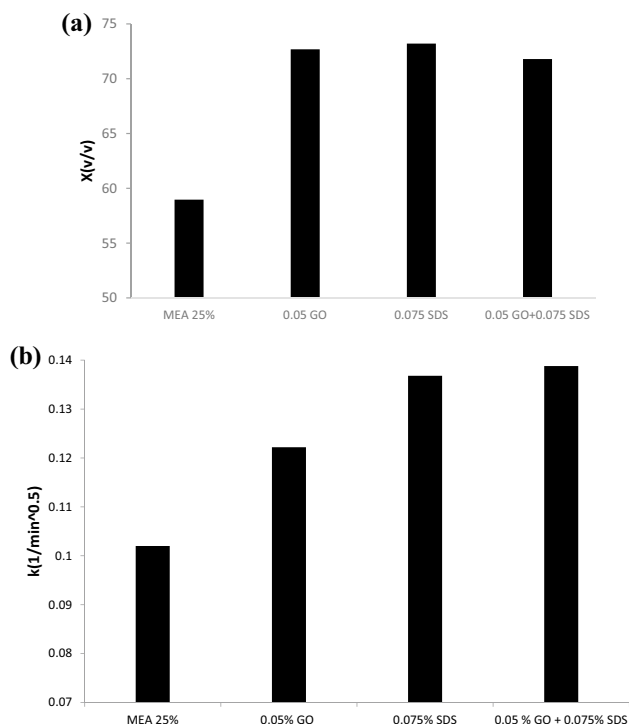 (a)
X(v/v)
75
70
65
60
55
50
MEA 25% 0.05 GO 0.075 SDS 0.05 GO+0.075 SDS
(b)
k(1/min^0.5)
0.14
0.13
0.12
0.11
0.1
0.09
0.08
0.07
MEA 25% 0.05% GO 0.075% SDS 0.05 % GO + 0.075% SDS